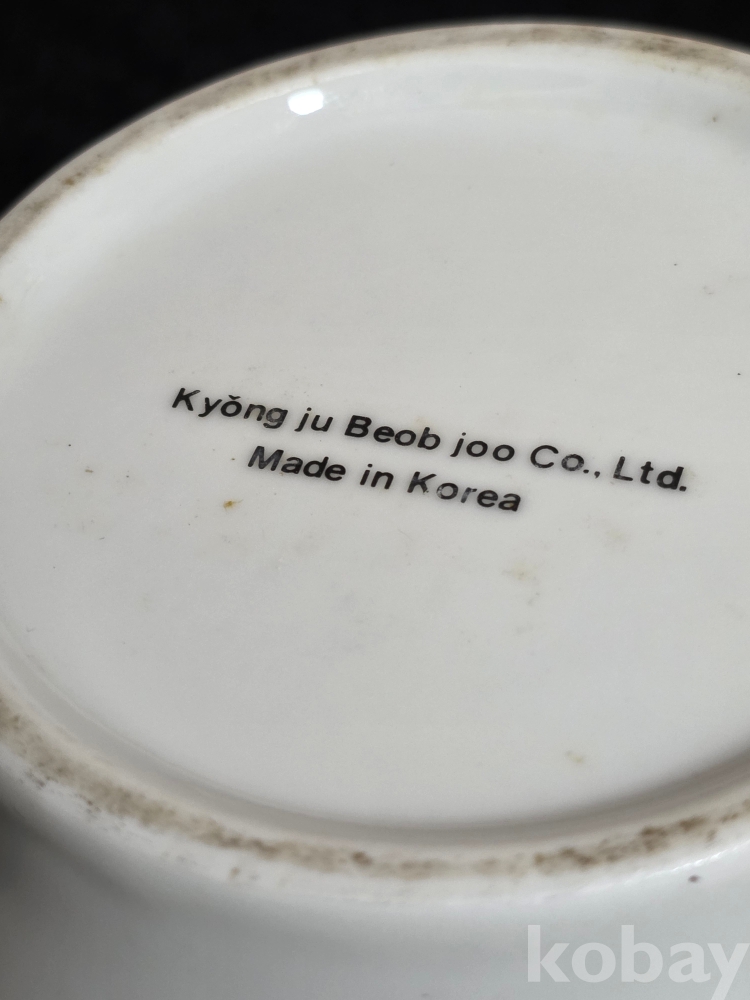 Kyŏng ju Beob joo Co., Ltd.
Made in Korea
kobay